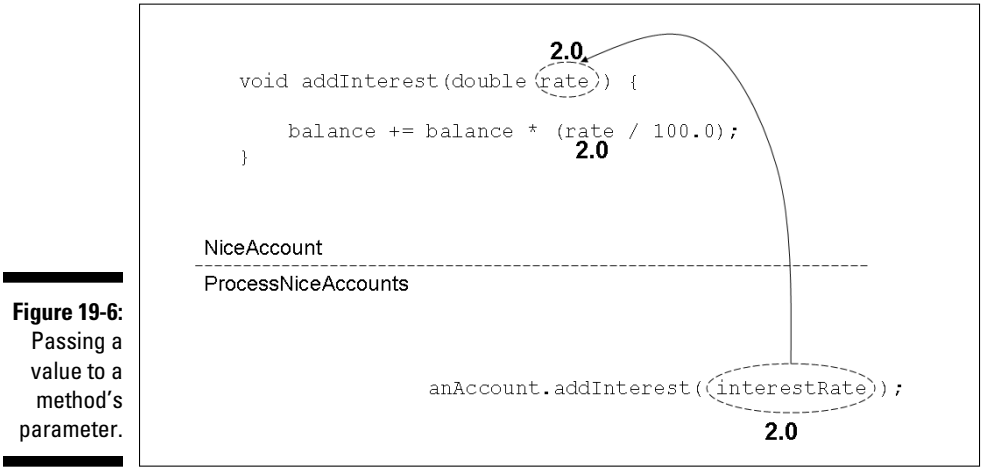 2.0
void addInterest(double rate) {
balance += balance * (rate / 100.0);
2.0
}
NiceAccount
ProcessNiceAccounts
anAccount.addInterest(interestRate);
2.0
Figure 19-6:
Passing a
value to a
method's
parameter.